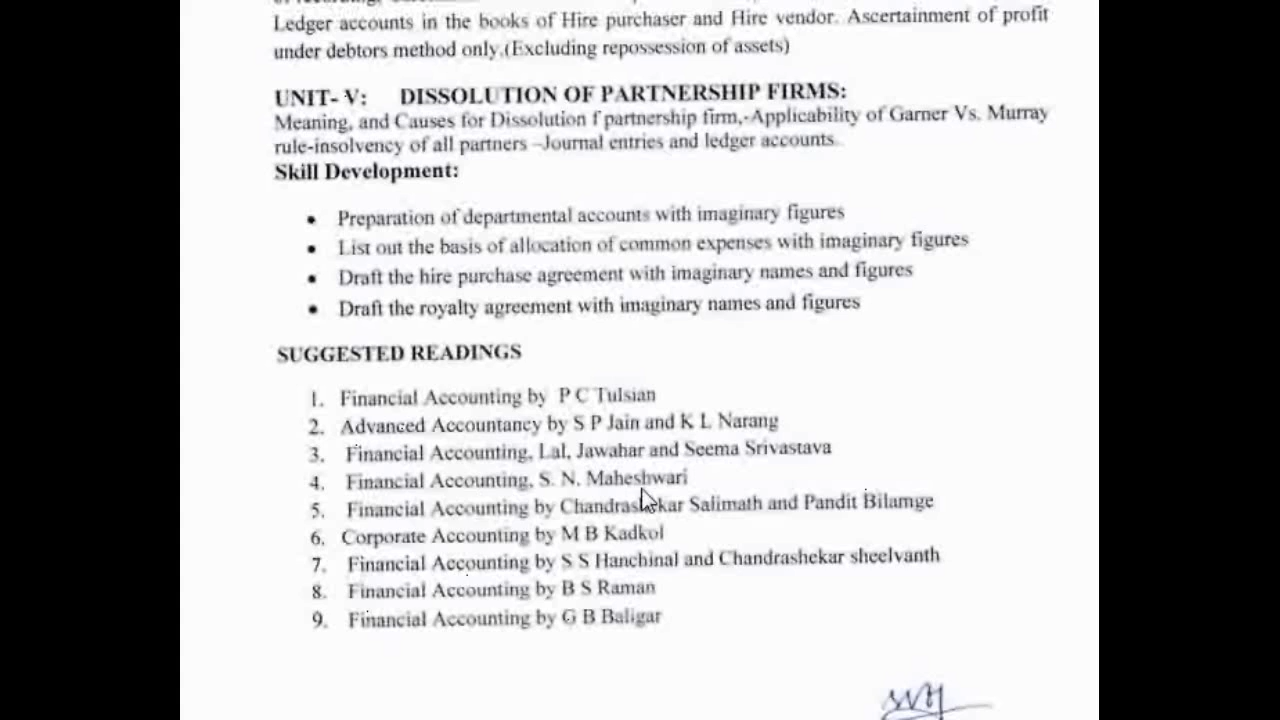 Ledger accounts in the books of Hire purchaser and Hire vendor. Ascertainment of profit
under debtors method only.(Excluding repossession of assets)
UNIT- V: DISSOLUTION OF PARTNERSHIP FIRMS:
Meaning, and Causes for Dissolution f partnership firm,-Applicability of Garner Vs. Murray
rule-insolvency of all partners –Journal entries and ledger accounts.
Skill Development:
• Preparation of departmental accounts with imaginary figures
• List out the basis of allocation of common expenses with imaginary figures
• Draft the hire purchase agreement with imaginary names and figures
• Draft the royalty agreement with imaginary names and figures
SUGGESTED READINGS
1. Financial Accounting by P C Tulsian
2. Advanced Accountancy by S P Jain and K L Narang
3. Financial Accounting, Lal, Jawahar and Seema Srivastava
4. Financial Accounting, S. N. Maheshwari
5. Financial Accounting by Chandrashekar Salimath and Pandit Bilamge
6. Corporate Accounting by M B Kadkol
7. Financial Accounting by S S Hanchinal and Chandrashekar sheelvanth
8. Financial Accounting by B S Raman
9. Financial Accounting by G B Baligar